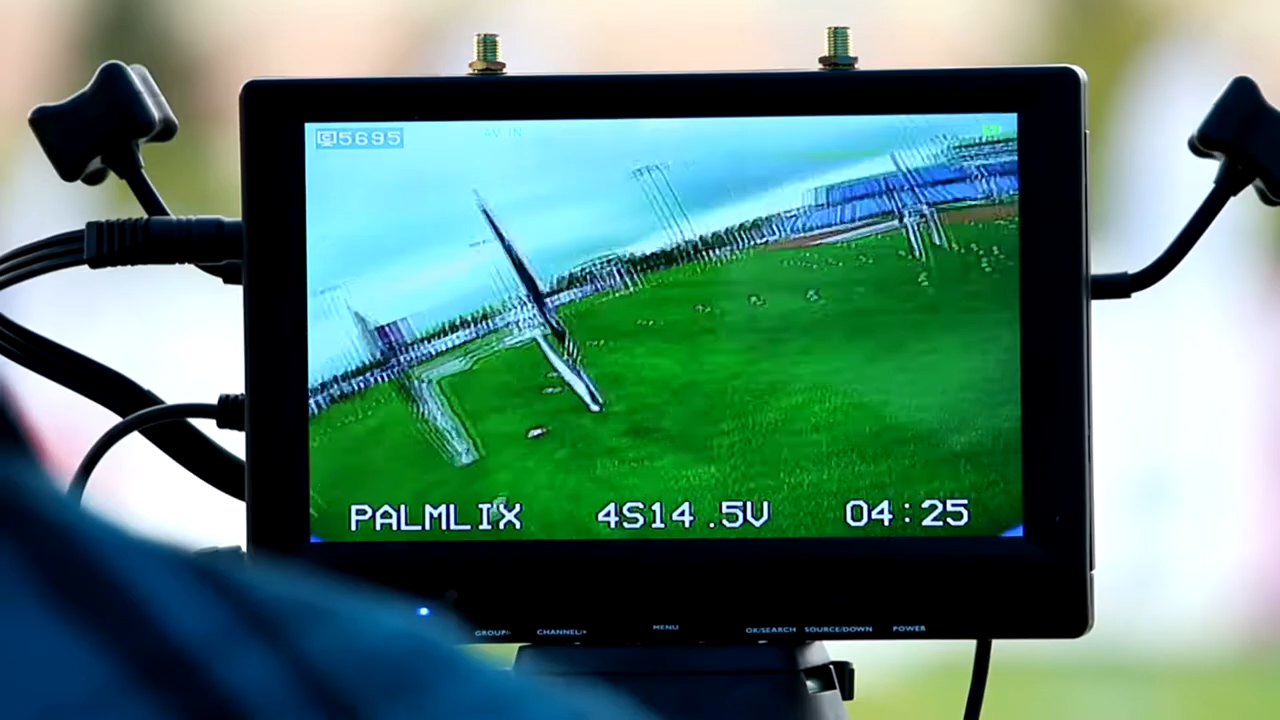 5695
AV IN
PALMLIX 4S14.5V 04:25
GROUP/- CHANNEL/+ MENU OK/SEARCH SOURCE/DOWN POWER